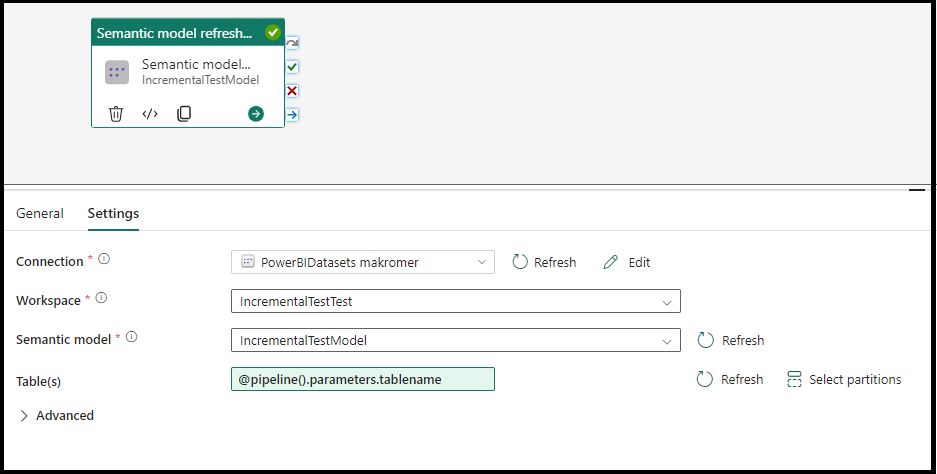 Semantic model refresh...
Semantic model...
IncrementalTestModel
General Settings
Connection * PowerBIDatasets makromer Refresh Edit
Workspace * IncrementalTestTest
Semantic model * IncrementalTestModel Refresh
Table(s) @pipeline().parameters.tablename Refresh Select partitions
Advanced